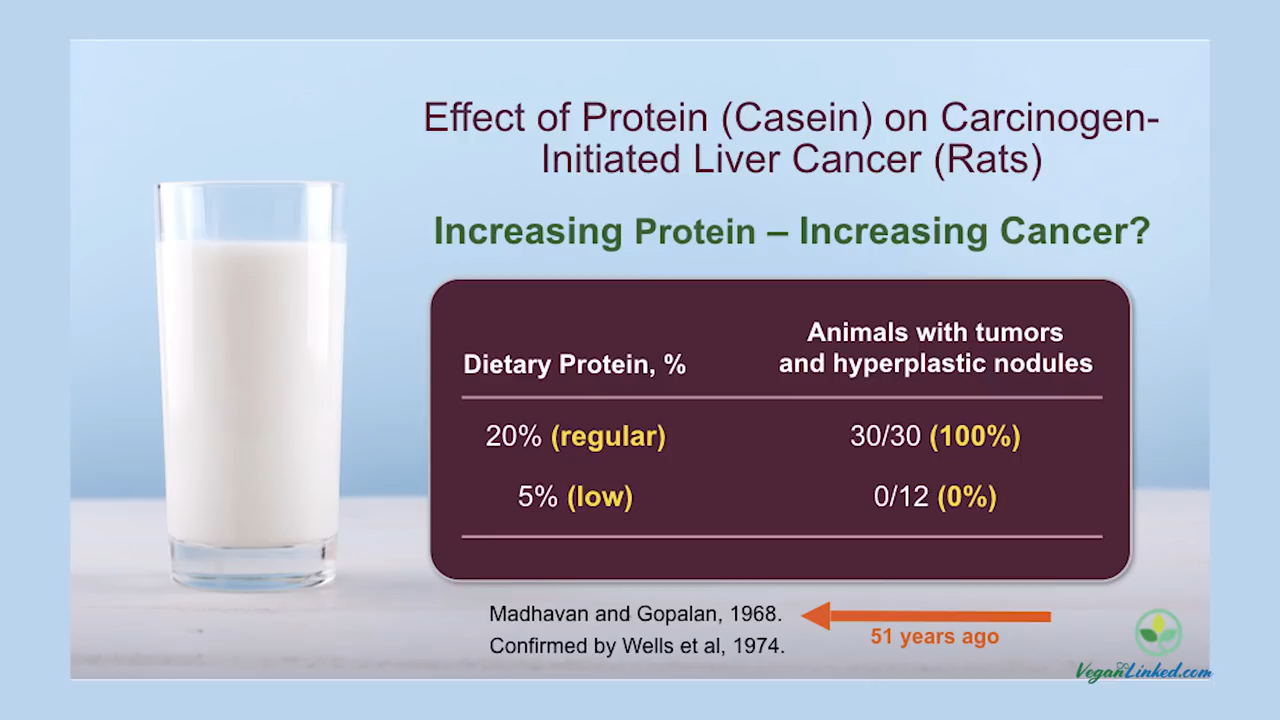 Effect of Protein (Casein) on Carcinogen-
Initiated Liver Cancer (Rats)
Increasing Protein – Increasing Cancer?
Dietary Protein, %
Animals with tumors
and hyperplastic nodules
20% (regular)
30/30 (100%)
5% (low)
0/12 (0%)
Madhavan and Gopalan, 1968.
Confirmed by Wells et al, 1974.
51 years ago
VeganLinked.com